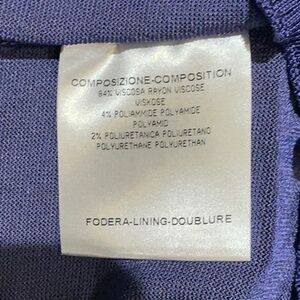 COMPOSIZIONE-COMPOSITION
94% VISCOSA RAYON VISCOSE
VISKOSE
4% POLIAMMIDE POLYAMIDE
POLYAMID
2% POLIURETANICA POLIURETANO
POLYURETHANE POLYURETHAN
FODERA-LINING-DOUBLURE